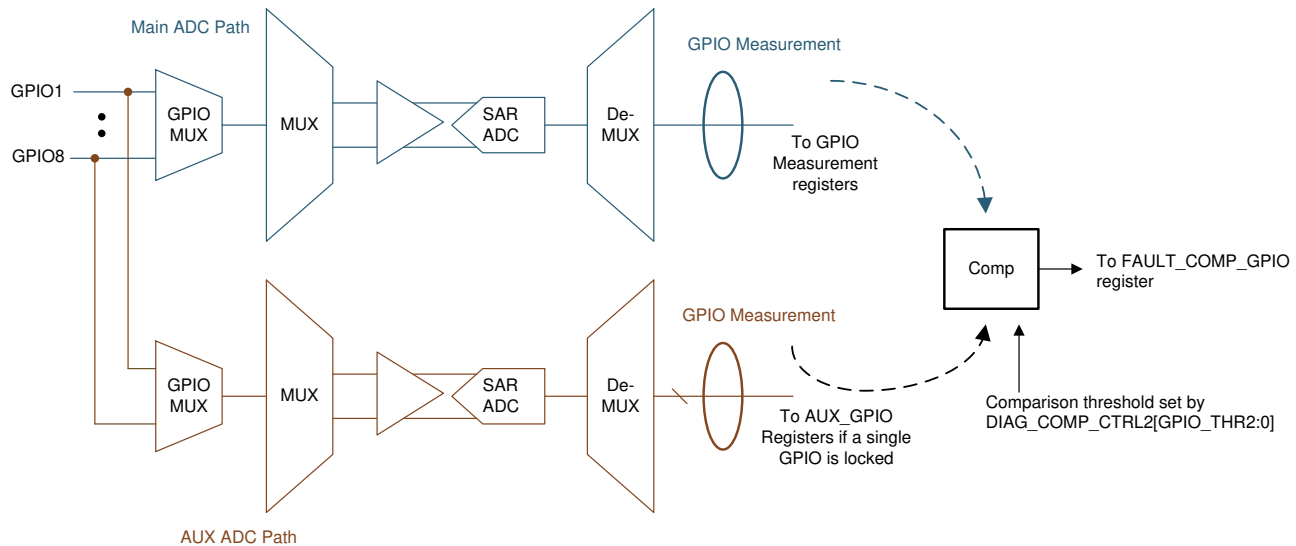 Main ADC Path
GPIO Measurement
GPIO1
GPIO8
GPIO
MUX
MUX
SAR
ADC
De-
MUX
To GPIO
Measurement
registers
Comp
To FAULT_COMP_GPIO
register
GPIO Measurement
GPIO
MUX
MUX
SAR
ADC
De-
MUX
To AUX_GPIO
Registers if a single
GPIO is locked
Comparison threshold set by
DIAG_COMP_CTRL2[GPIO_THR2:0]
AUX ADC Path